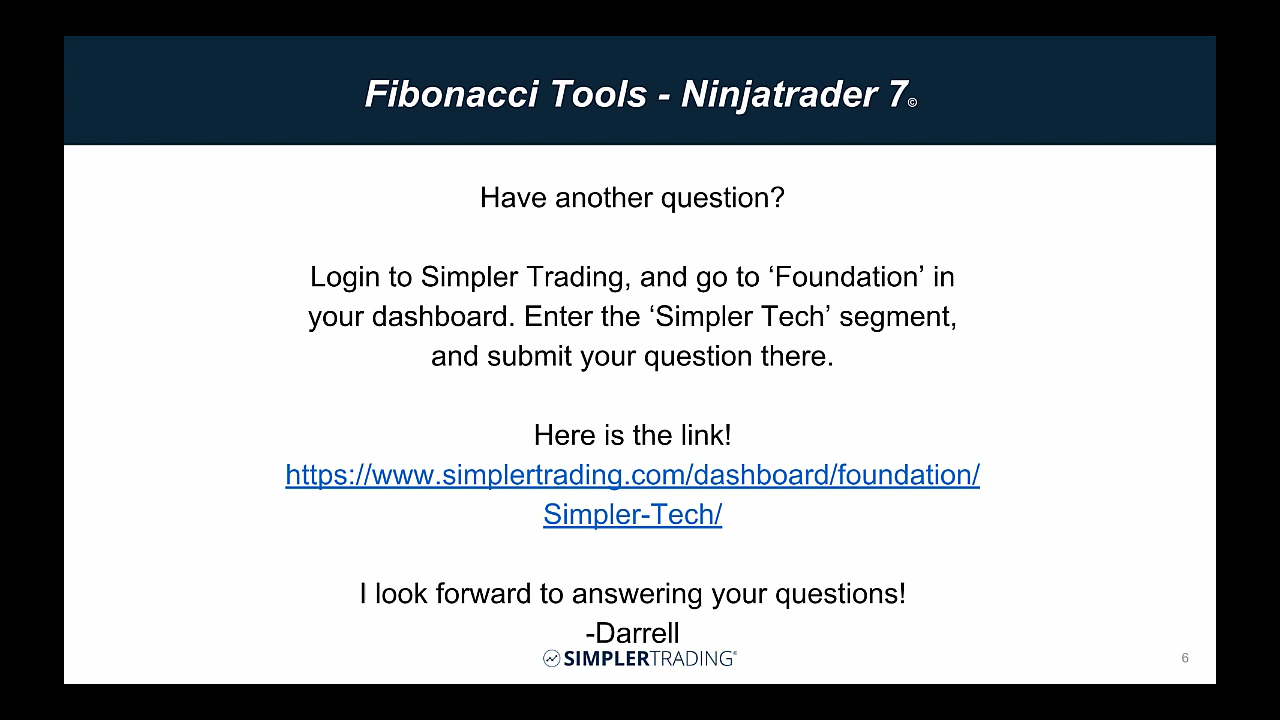 Fibonacci Tools - Ninjatrader 7©
Have another question?
Login to Simpler Trading, and go to ‘Foundation’ in
your dashboard. Enter the ‘Simpler Tech’ segment,
and submit your question there.
Here is the link!
https://www.simplertrading.com/dashboard/foundation/
Simpler-Tech/
I look forward to answering your questions!
-Darrell
SIMPLERTRADING®
6